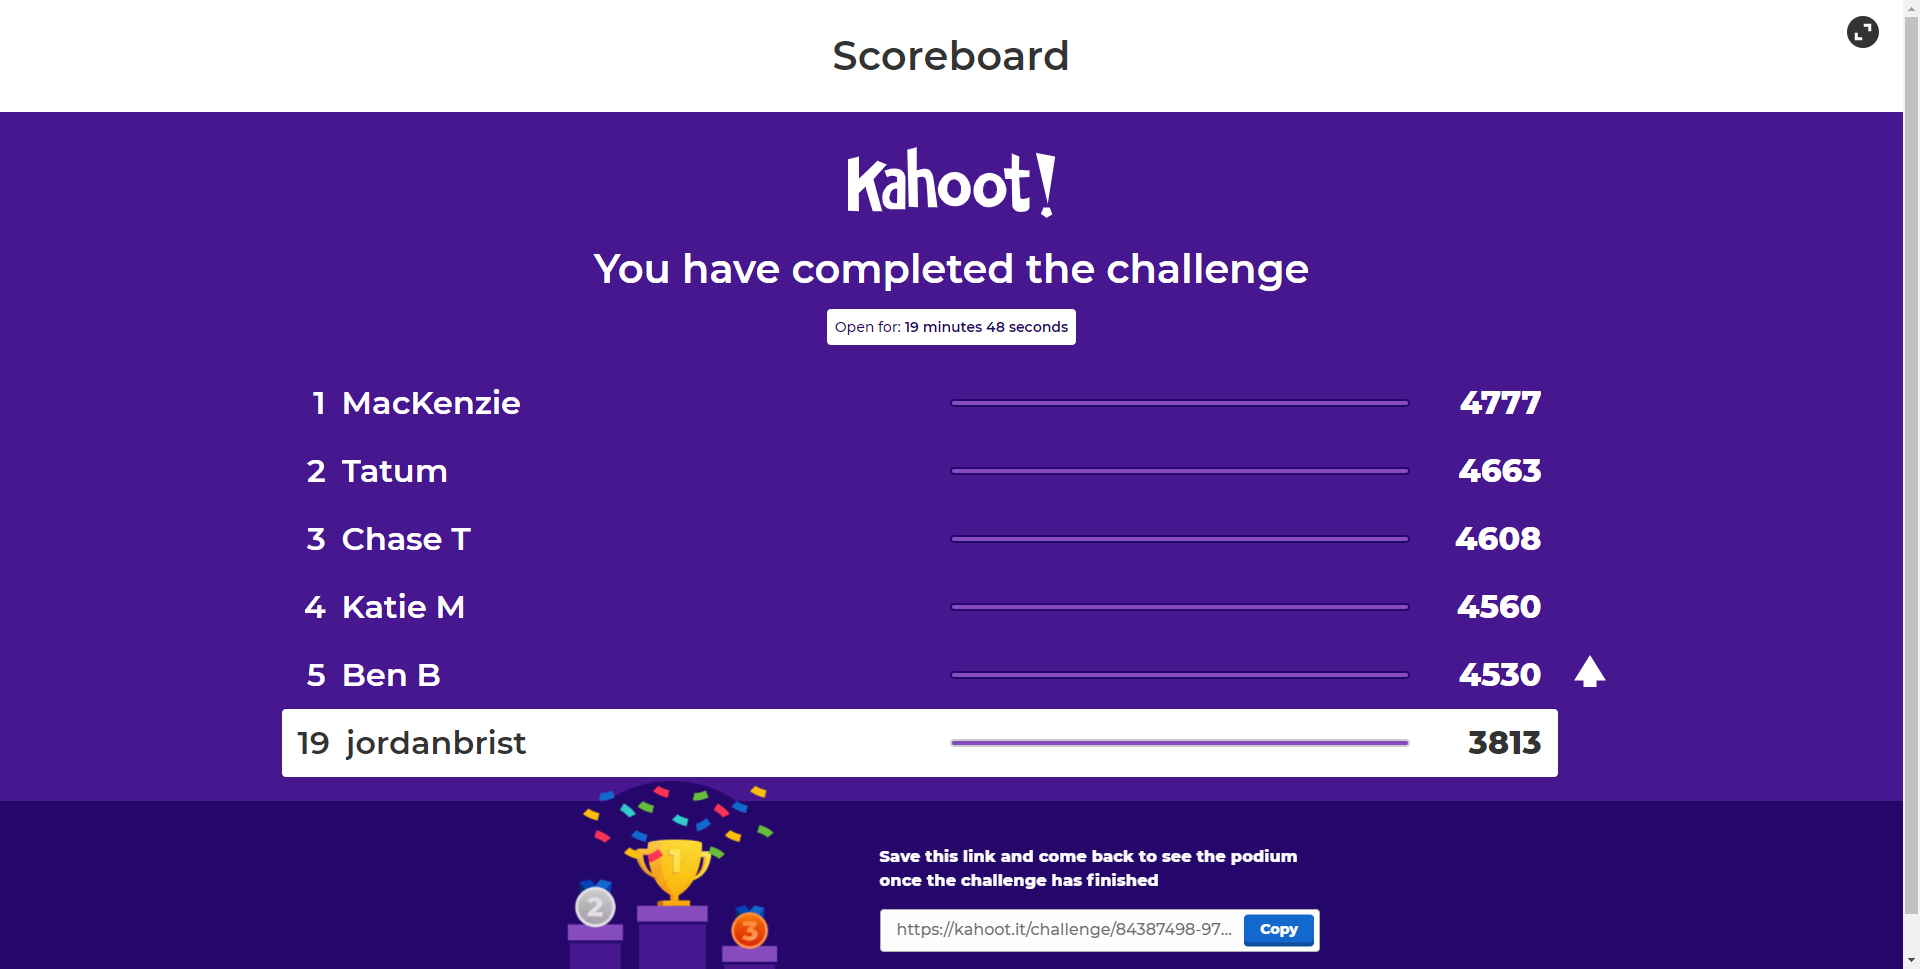 Scoreboard
Kahoot!
You have completed the challenge
Open for: 19 minutes 48 seconds
1 MacKenzie 4777
2 Tatum 4663
3 Chase T 4608
4 Katie M 4560
5 Ben B 4530
19 jordanbrist 3813
1
2
3
Save this link and come back to see the podium
once the challenge has finished
https://kahoot.it/challenge/84387498-97... Copy